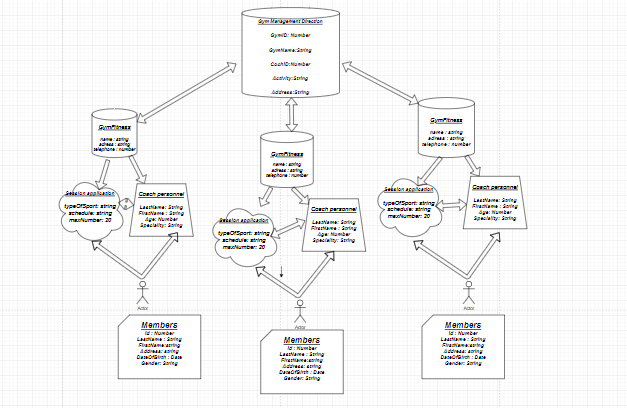 Gym Management Direction
GymID: Number
GymName:String
CochID:Number
Activity:String
Address:String
GymFitness
name : string
adress : string
telephone : number
GymFitness
name : string
adress : string
telephone : number
GymFitness
name : string
adress : string
telephone : number
Session application
typeOfSport: string
schedule: string
maxNumber: 20
Coach personnel
LastName: String
FirstName : String
Age: Number
Speciality: String
Session application
typeOfSport: string
schedule: string
maxNumber: 20
Coach personnel
LastName: String
FirstName : String
Age: Number
Speciality: String
Session application
typeOfSport: string
schedule: string
maxNumber: 20
Coach personnel
LastName: String
FirstName : String
Age: Number
Speciality: String
Actor
Actor
Actor
Members
Id : Number
LastName : String
FirstName:string
Address: string
DateOfBirth : Date
Gender: String
Members
Id : Number
LastName : String
FirstName:string
Address: string
DateOfBirth : Date
Gender: String
Members
Id : Number
LastName : String
FirstName:string
Address: string
DateOfBirth : Date
Gender: String